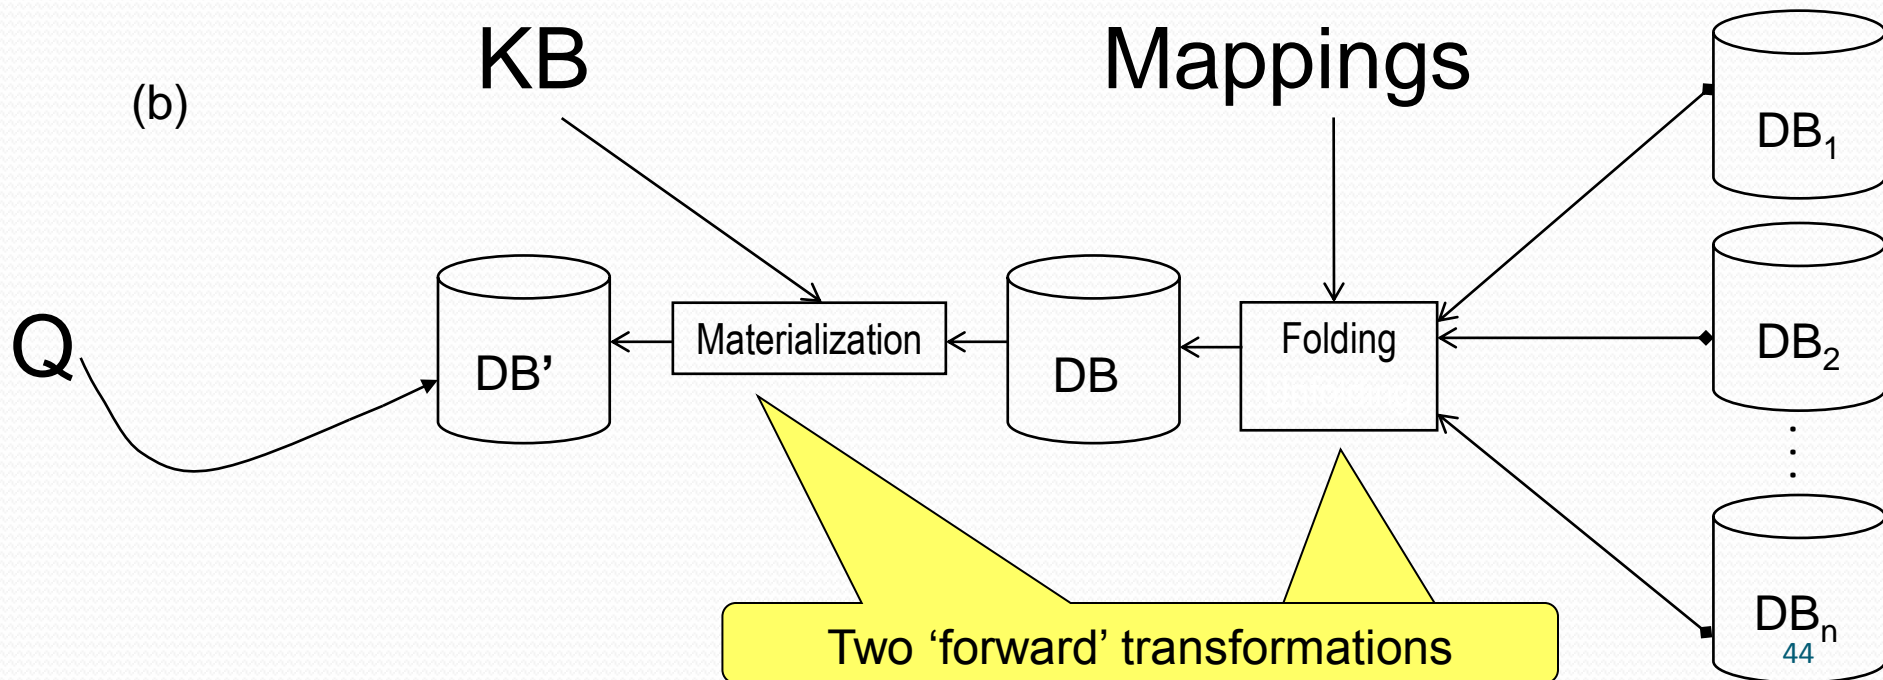 (b)
KB
Mappings
DB₁
Q
DB’
Materialization
DB
Folding
DB₂
⋮
DBₙ
Two ‘forward’ transformations
44